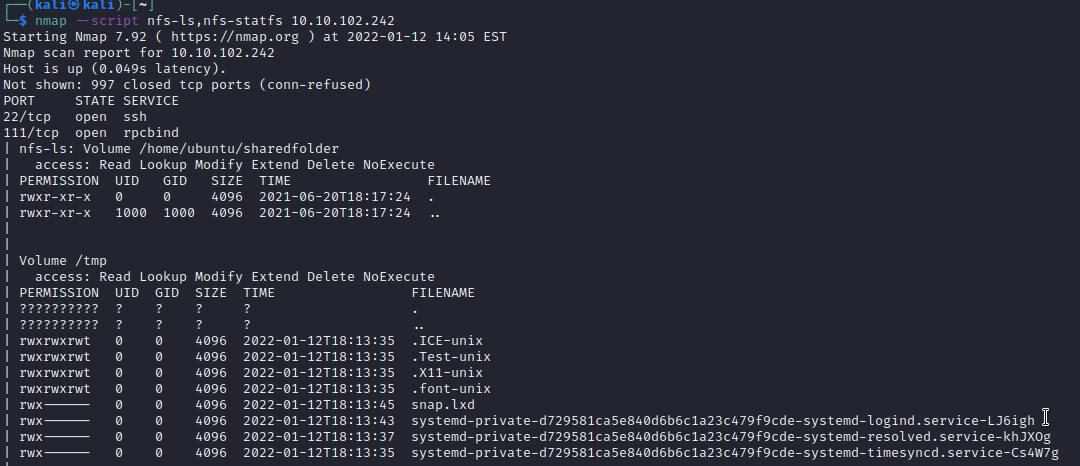 ┌──(kali㉿kali)-[~]
└─$ nmap --script nfs-ls,nfs-statfs 10.10.102.242
Starting Nmap 7.92 ( https://nmap.org ) at 2022-01-12 14:05 EST
Nmap scan report for 10.10.102.242
Host is up (0.049s latency).
Not shown: 997 closed tcp ports (conn-refused)
PORT    STATE SERVICE
22/tcp  open  ssh
111/tcp open  rpcbind
| nfs-ls: Volume /home/ubuntu/sharedfolder
|   access: Read Lookup Modify Extend Delete NoExecute
| PERMISSION  UID   GID   SIZE  TIME                 FILENAME
| rwxr-xr-x   0     0     4096  2021-06-20T18:17:24  .
| rwxr-xr-x   1000  1000  4096  2021-06-20T18:17:24  ..
|
|
| Volume /tmp
|   access: Read Lookup Modify Extend Delete NoExecute
| PERMISSION  UID  GID  SIZE  TIME                 FILENAME
| ??????????  ?    ?    ?     ?                    .
| ??????????  ?    ?    ?     ?                    ..
| rwxrwxrwt   0    0    4096  2022-01-12T18:13:35  .ICE-unix
| rwxrwxrwt   0    0    4096  2022-01-12T18:13:35  .Test-unix
| rwxrwxrwt   0    0    4096  2022-01-12T18:13:35  .X11-unix
| rwxrwxrwt   0    0    4096  2022-01-12T18:13:35  .font-unix
| rwx------   0    0    4096  2022-01-12T18:13:45  snap.lxd
| rwx------   0    0    4096  2022-01-12T18:13:43  systemd-private-d729581ca5e840d6b6c1a23c479f9cde-systemd-logind.service-LJ6igh
| rwx------   0    0    4096  2022-01-12T18:13:37  systemd-private-d729581ca5e840d6b6c1a23c479f9cde-systemd-resolved.service-khJXOg
| rwx------   0    0    4096  2022-01-12T18:13:35  systemd-private-d729581ca5e840d6b6c1a23c479f9cde-systemd-timesyncd.service-Cs4W7g